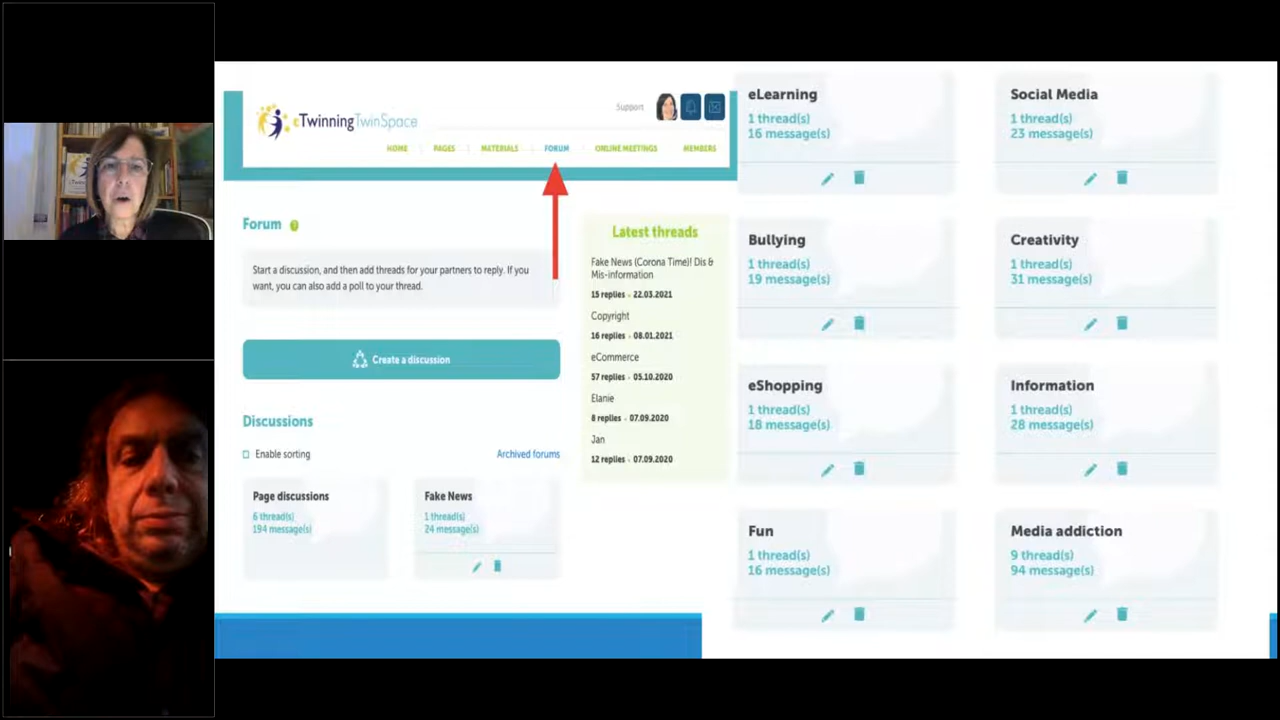 eTwinningTwinSpace
Support
HOME
PAGES
MATERIALS
FORUM
ONLINE MEETINGS
MEMBERS
Forum
Start a discussion, and then add threads for your partners to reply. If you
want, you can also add a poll to your thread.
Create a discussion
Discussions
Enable sorting
Archived forums
Page discussions
6 thread(s)
194 message(s)
Fake News
1 thread(s)
24 message(s)
Latest threads
Fake News (Corona Time)! Dis &
Mis-information
15 replies - 22.03.2021
Copyright
16 replies - 08.01.2021
eCommerce
57 replies - 05.10.2020
Elanie
8 replies - 07.09.2020
Jan
12 replies - 07.09.2020
eLearning
1 thread(s)
16 message(s)
Social Media
1 thread(s)
23 message(s)
Bullying
1 thread(s)
19 message(s)
Creativity
1 thread(s)
31 message(s)
eShopping
1 thread(s)
18 message(s)
Information
1 thread(s)
28 message(s)
Fun
1 thread(s)
16 message(s)
Media addiction
9 thread(s)
94 message(s)